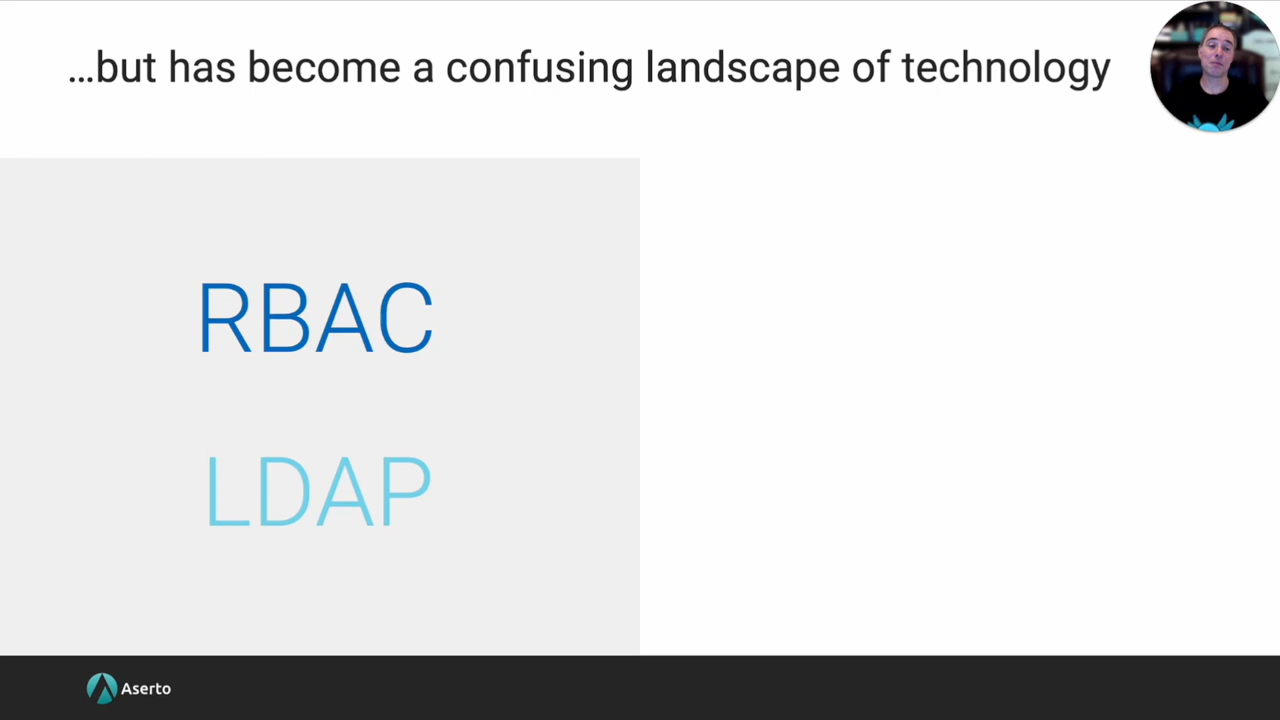 …but has become a confusing landscape of technology
RBAC
LDAP
Aserto